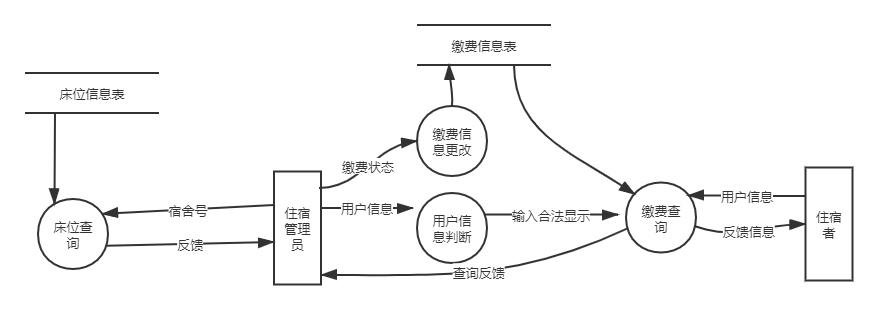 缴费信息表
床位信息表
缴费信
息更改
缴费状态
宿舍号
住宿
管理
员
用户信息
用户信
息判断
输入合法显示
缴费查
询
用户信息
住宿
者
反馈信息
床位查
询
反馈
查询反馈